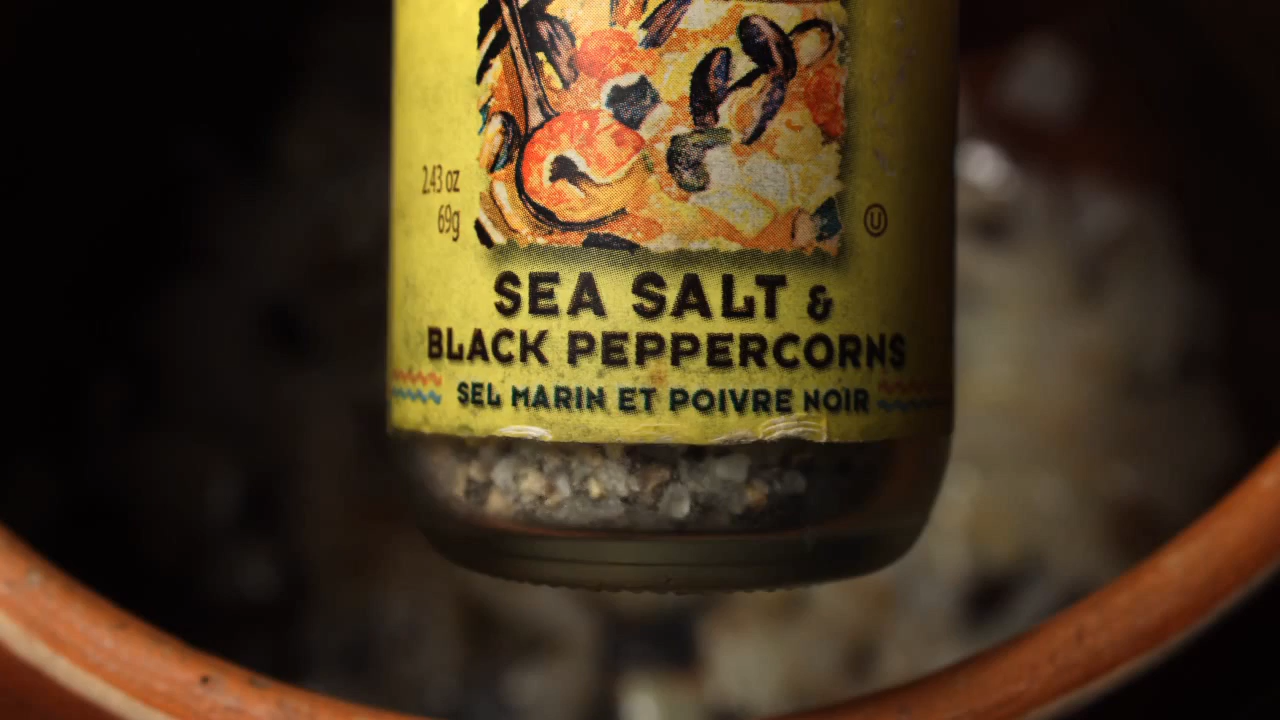 2.43 oz
69g
U
SEA SALT &
BLACK PEPPERCORNS
SEL MARIN ET POIVRE NOIR